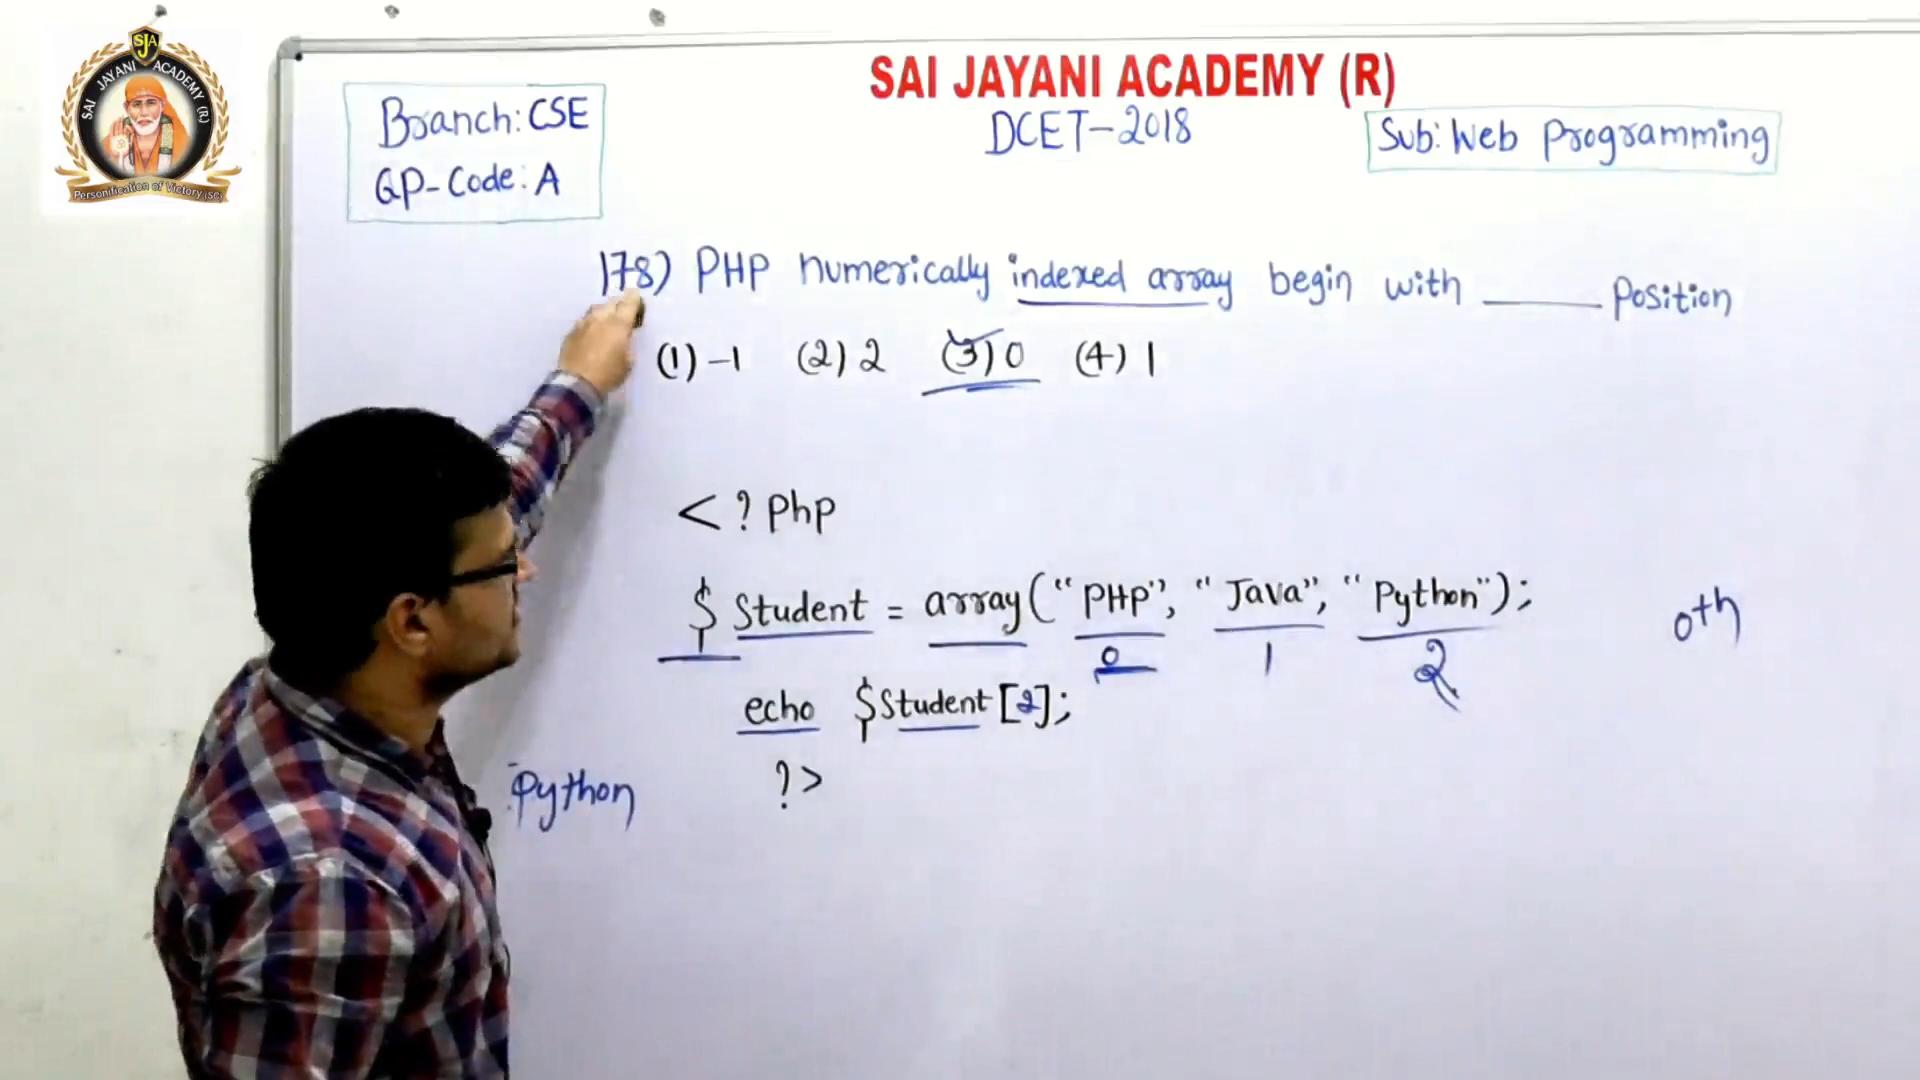 SJA
SAI JAYANI ACADEMY (R)
Personification of Victory (SC)
SAI JAYANI ACADEMY (R)
Branch: CSE
QP-Code: A
DCET-2018
Sub: Web Programming
178) PHP numerically indexed array begin with ______ Position
(1) -1 (2) 2 (3) 0 (4) 1
<? Php
$ Student = array("PHP", "Java", "Python");
0 1 2
0th
echo $Student[2];
?>
Python